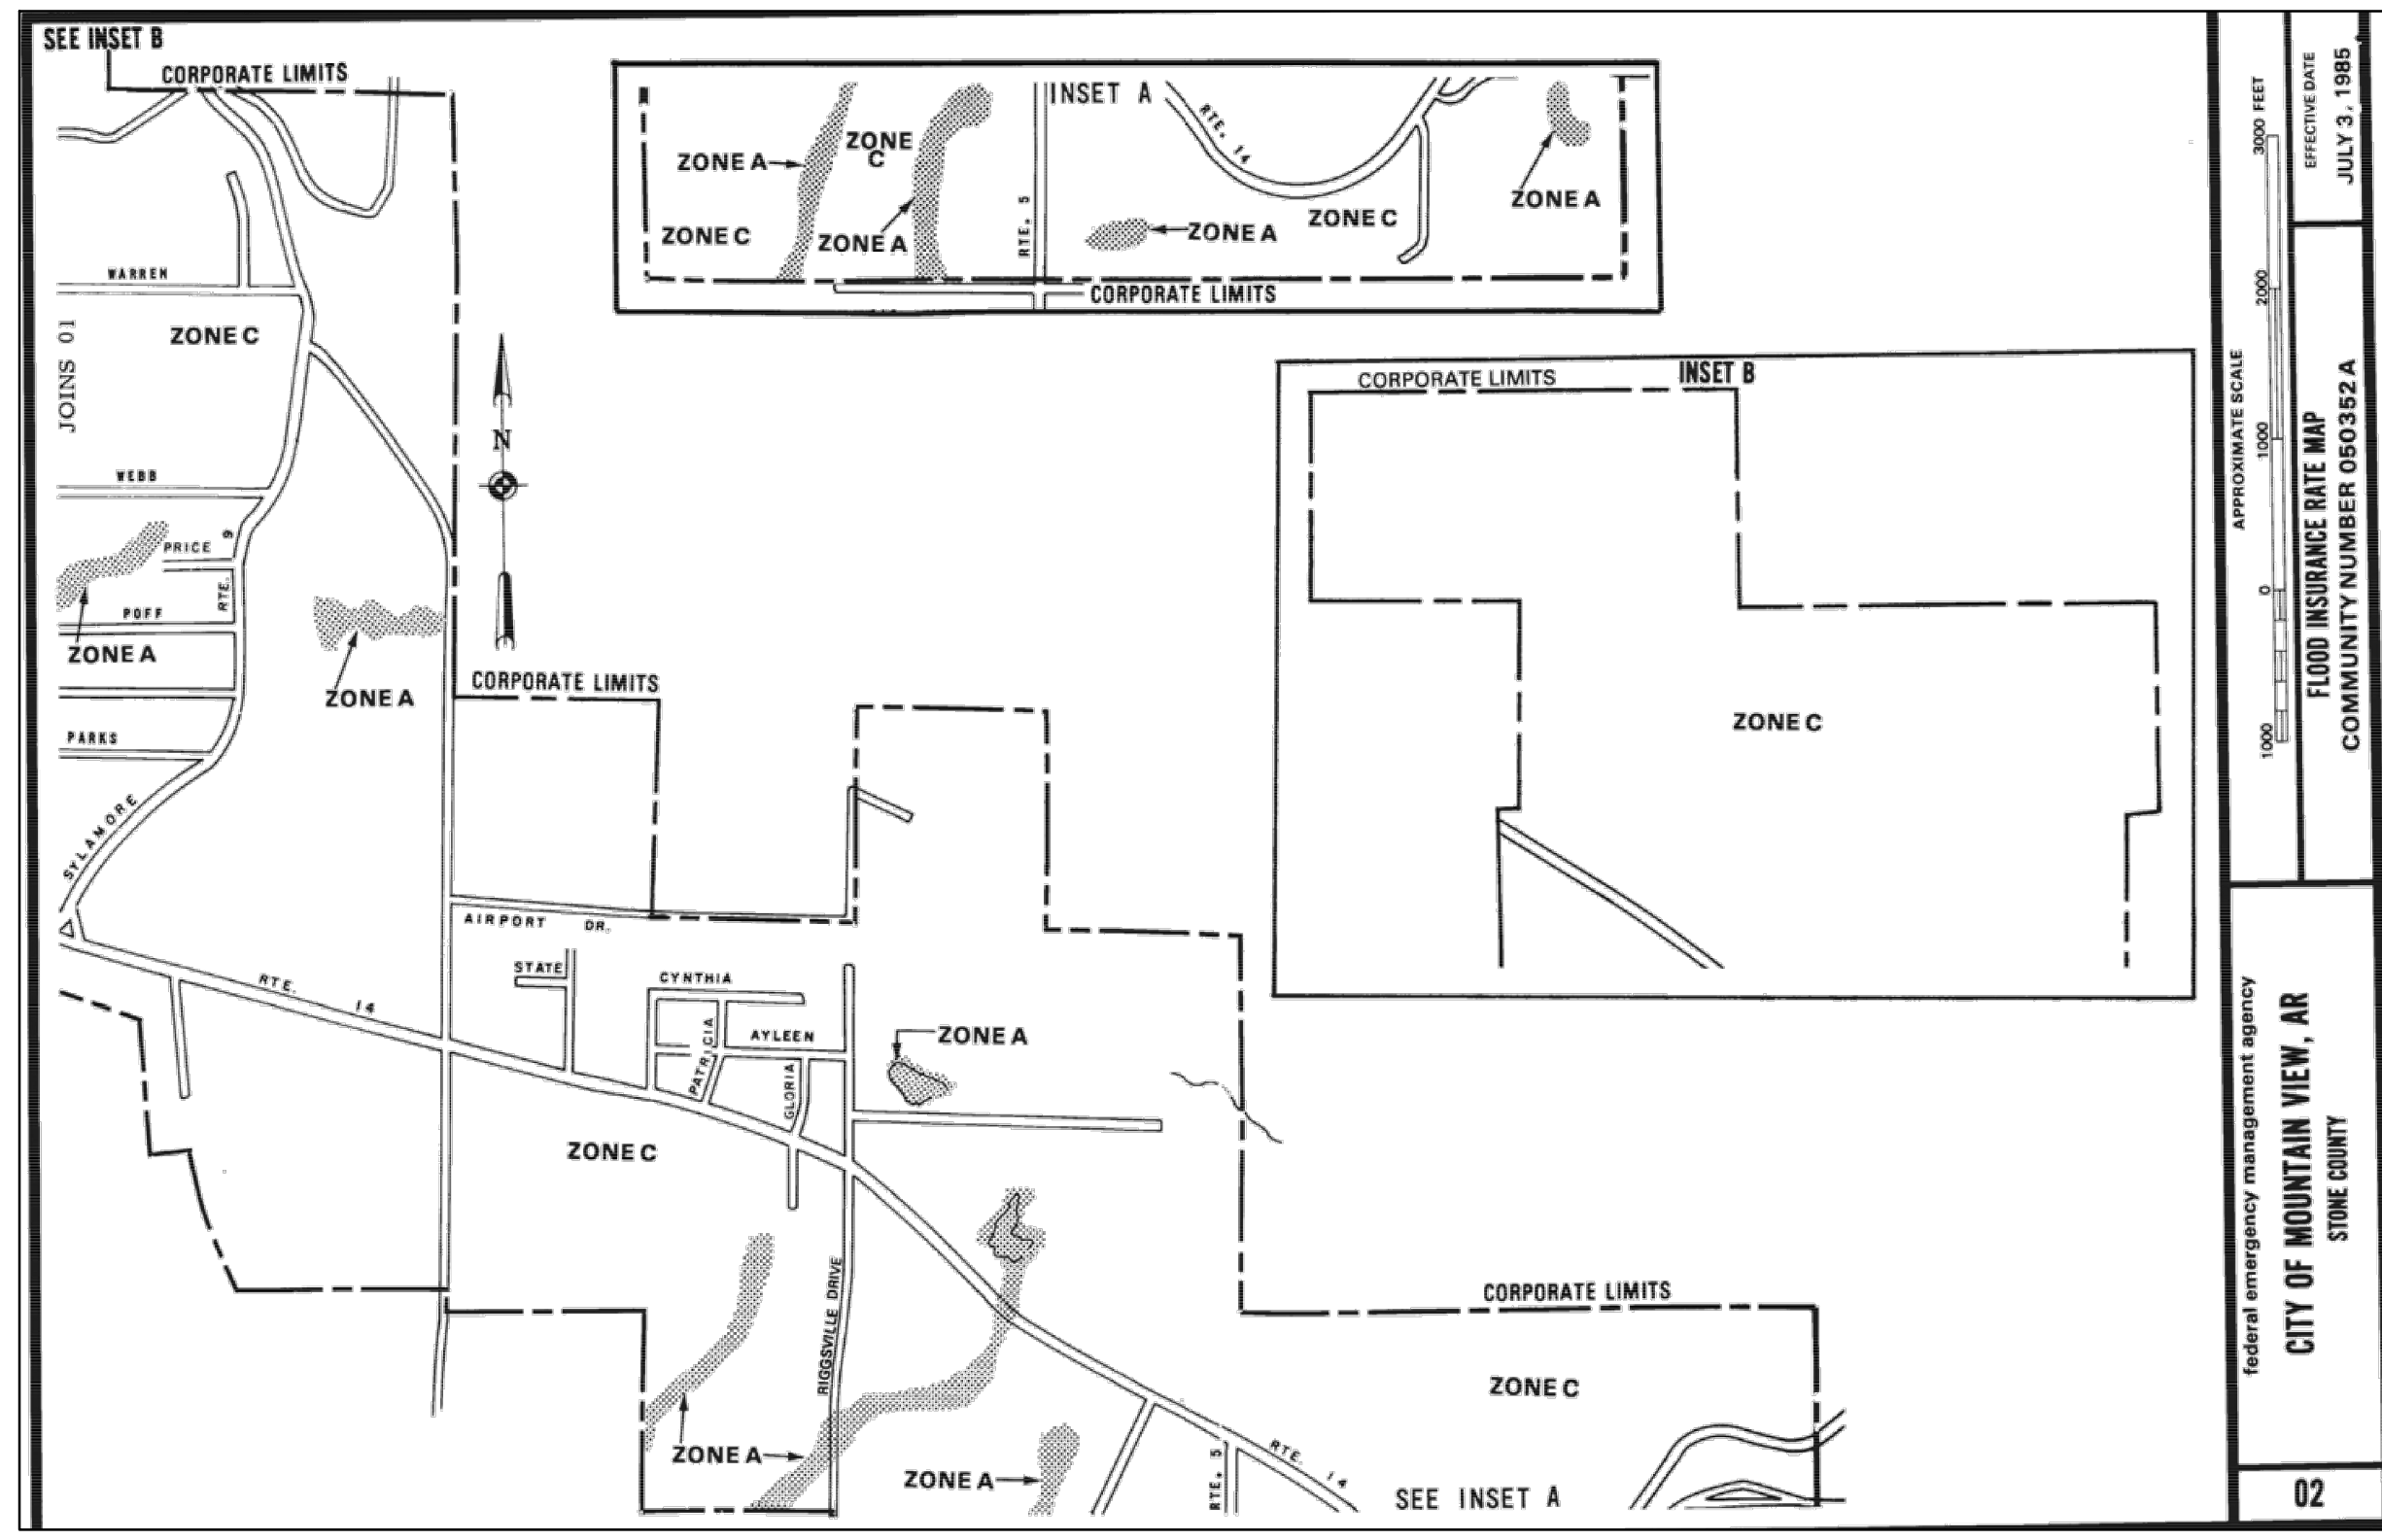 SEE INSET B
CORPORATE LIMITS
WARREN
JOINS 01
ZONE C
WEBB
PRICE
RTE. 9
POFF
ZONE A
ZONE A
PARKS
SYLAMORE
N
CORPORATE LIMITS
AIRPORT DR.
STATE
CYNTHIA
PATRICIA
AYLEEN
GLORIA
RTE. 14
ZONE A
ZONE C
RIGGSVILLE DRIVE
ZONE A
ZONE A
RTE. 5
RTE. 14
SEE INSET A
CORPORATE LIMITS
ZONE C
INSET A
ZONE A
ZONE C
ZONE C
ZONE A
RTE. 5
RTE. 14
ZONE A
ZONE C
ZONE A
CORPORATE LIMITS
CORPORATE LIMITS
INSET B
ZONE C
APPROXIMATE SCALE
1000 0 1000 2000 3000 FEET
EFFECTIVE DATE
JULY 3, 1985
FLOOD INSURANCE RATE MAP
COMMUNITY NUMBER 050352 A
federal emergency management agency
CITY OF MOUNTAIN VIEW, AR
STONE COUNTY
02